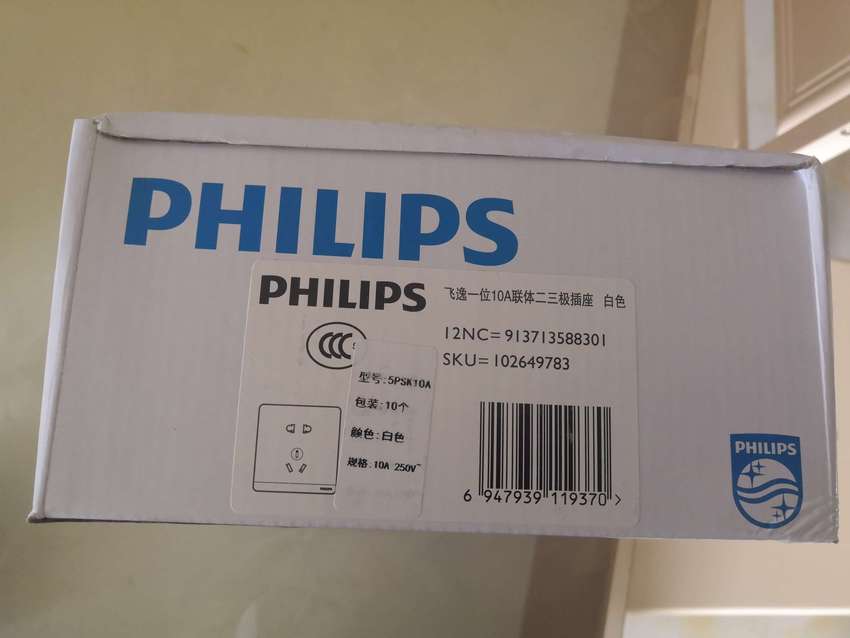 PHILIPS
PHILIPS
飞逸一位10A联体二三极插座 白色
12NC=913713588301
SKU=102649783
型号:5PSK10A
包装:10个
颜色:白色
规格:10A 250V~
6 947939 119370>
PHILIPS